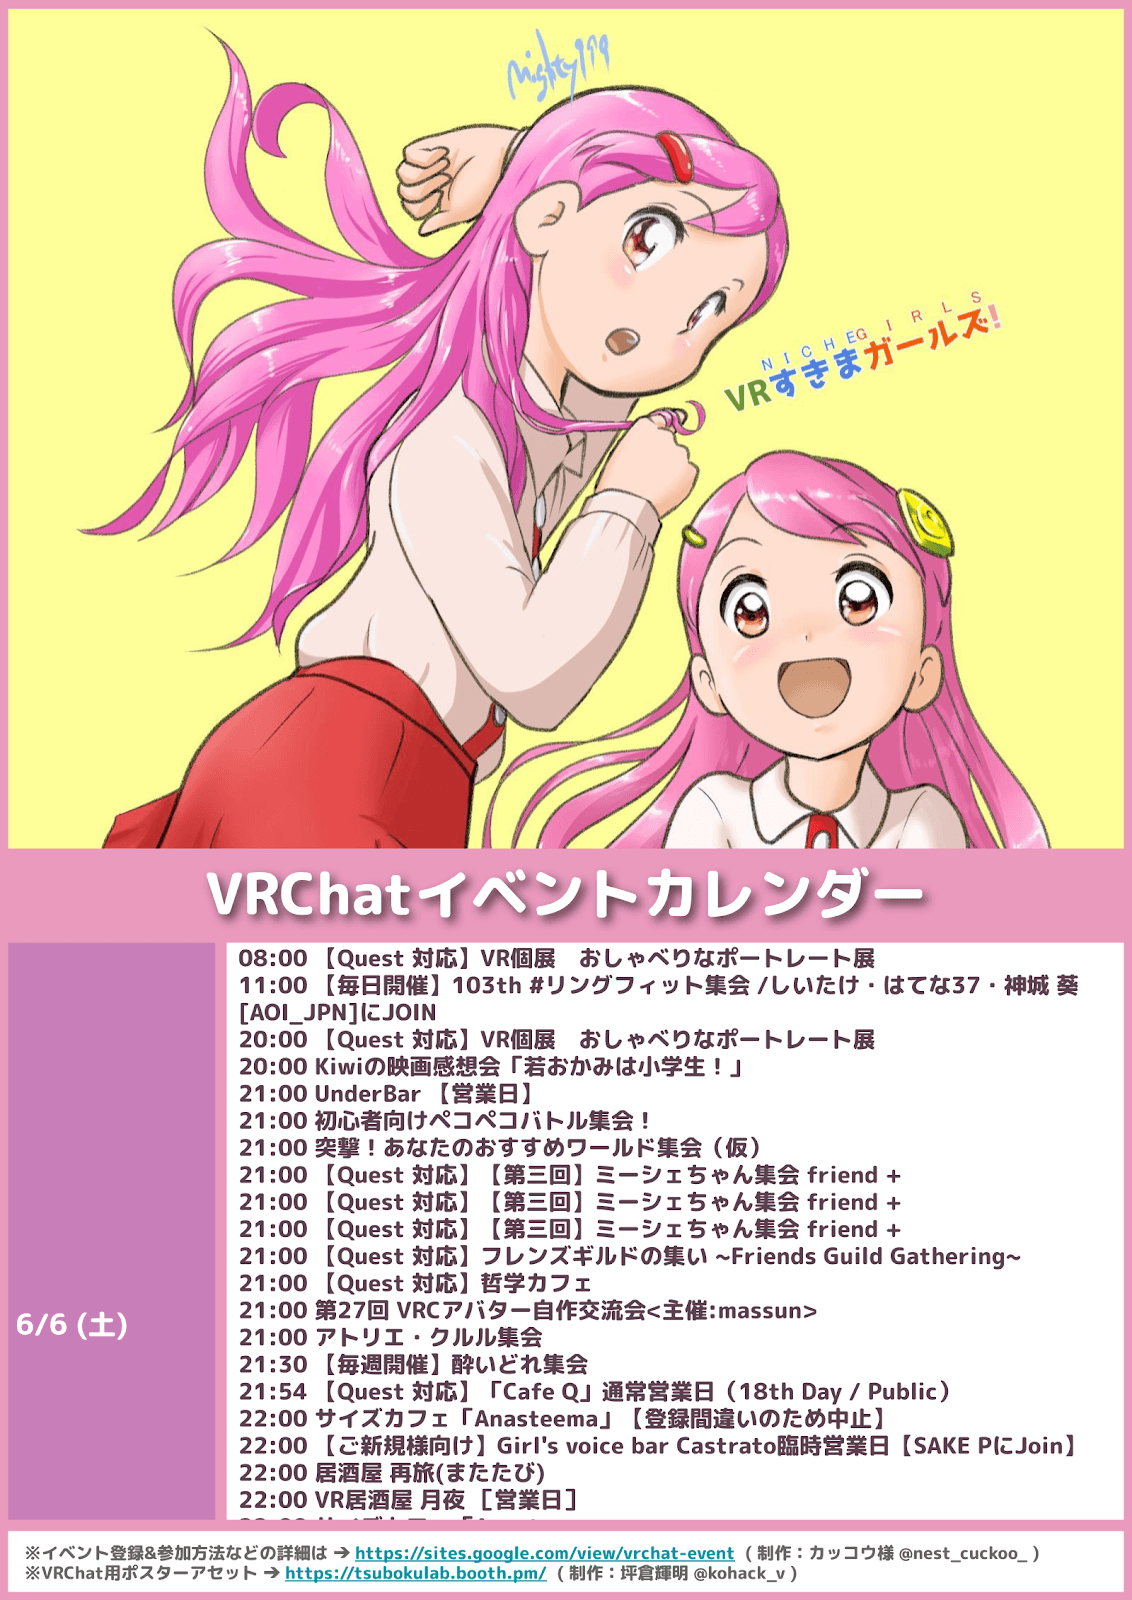 mighty199
NICHE GIRLS
VRすきまガールズ!
VRChatイベントカレンダー
6/6 (土)
08:00 【Quest 対応】VR個展　おしゃべりなポートレート展
11:00 【毎日開催】103th #リングフィット集会 /しいたけ・はてな37・神城 葵
[AOI_JPN]にJOIN
20:00 【Quest 対応】VR個展　おしゃべりなポートレート展
20:00 Kiwiの映画感想会「若おかみは小学生！」
21:00 UnderBar 【営業日】
21:00 初心者向けペコペコバトル集会！
21:00 突撃！あなたのおすすめワールド集会（仮）
21:00 【Quest 対応】【第三回】ミーシェちゃん集会 friend +
21:00 【Quest 対応】【第三回】ミーシェちゃん集会 friend +
21:00 【Quest 対応】【第三回】ミーシェちゃん集会 friend +
21:00 【Quest 対応】フレンズギルドの集い ~Friends Guild Gathering~
21:00 【Quest 対応】哲学カフェ
21:00 第27回 VRCアバター自作交流会<主催:massun>
21:00 アトリエ・クルル集会
21:30 【毎週開催】酔いどれ集会
21:54 【Quest 対応】「Cafe Q」通常営業日（18th Day / Public）
22:00 サイズカフェ「Anasteema」【登録間違いのため中止】
22:00 【ご新規様向け】Girl's voice bar Castrato臨時営業日【SAKE PにJoin】
22:00 居酒屋 再旅(またたび)
22:00 VR居酒屋 月夜 ［営業日］
※イベント登録&参加方法などの詳細は ➔ https://sites.google.com/view/vrchat-event ( 制作：カッコウ様 @nest_cuckoo_ )
※VRChat用ポスターアセット ➔ https://tsubokulab.booth.pm/ ( 制作：坪倉輝明 @kohack_v )